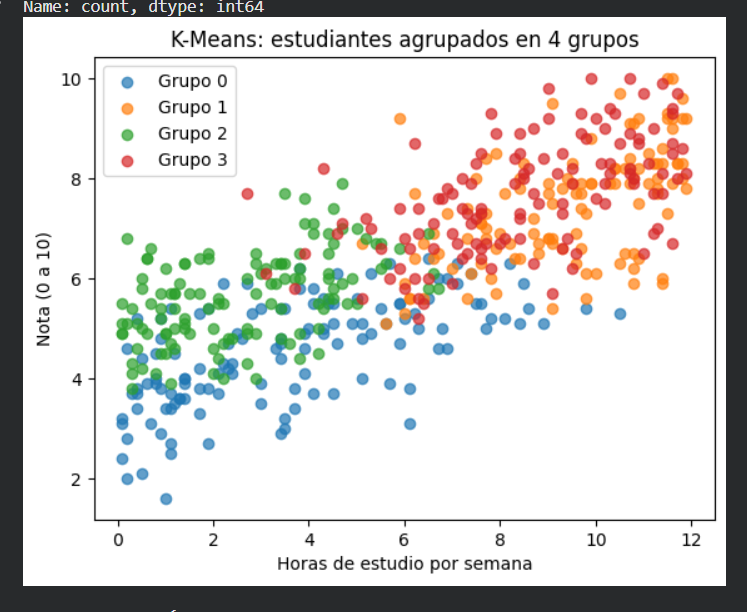 Name: count, dtype: int64
K-Means: estudiantes agrupados en 4 grupos
Grupo 0
Grupo 1
Grupo 2
Grupo 3
Nota (0 a 10)
10
8
6
4
2
0 2 4 6 8 10 12
Horas de estudio por semana